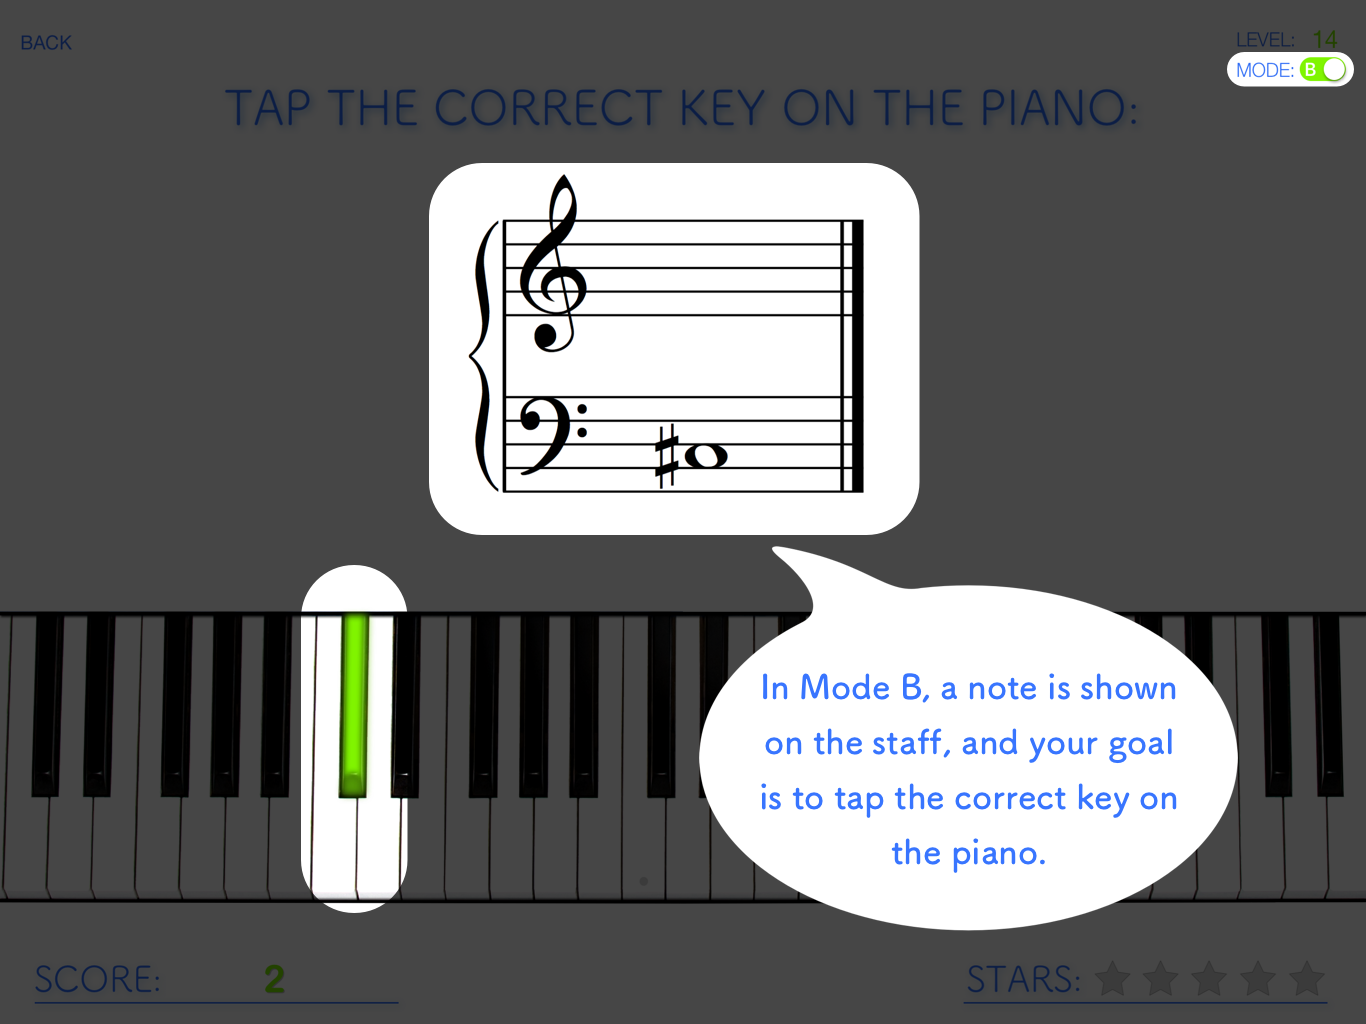 BACK
LEVEL: 14
MODE: B
TAP THE CORRECT KEY ON THE PIANO:
In Mode B, a note is shown
on the staff, and your goal
is to tap the correct key on
the piano.
SCORE: 2
STARS: